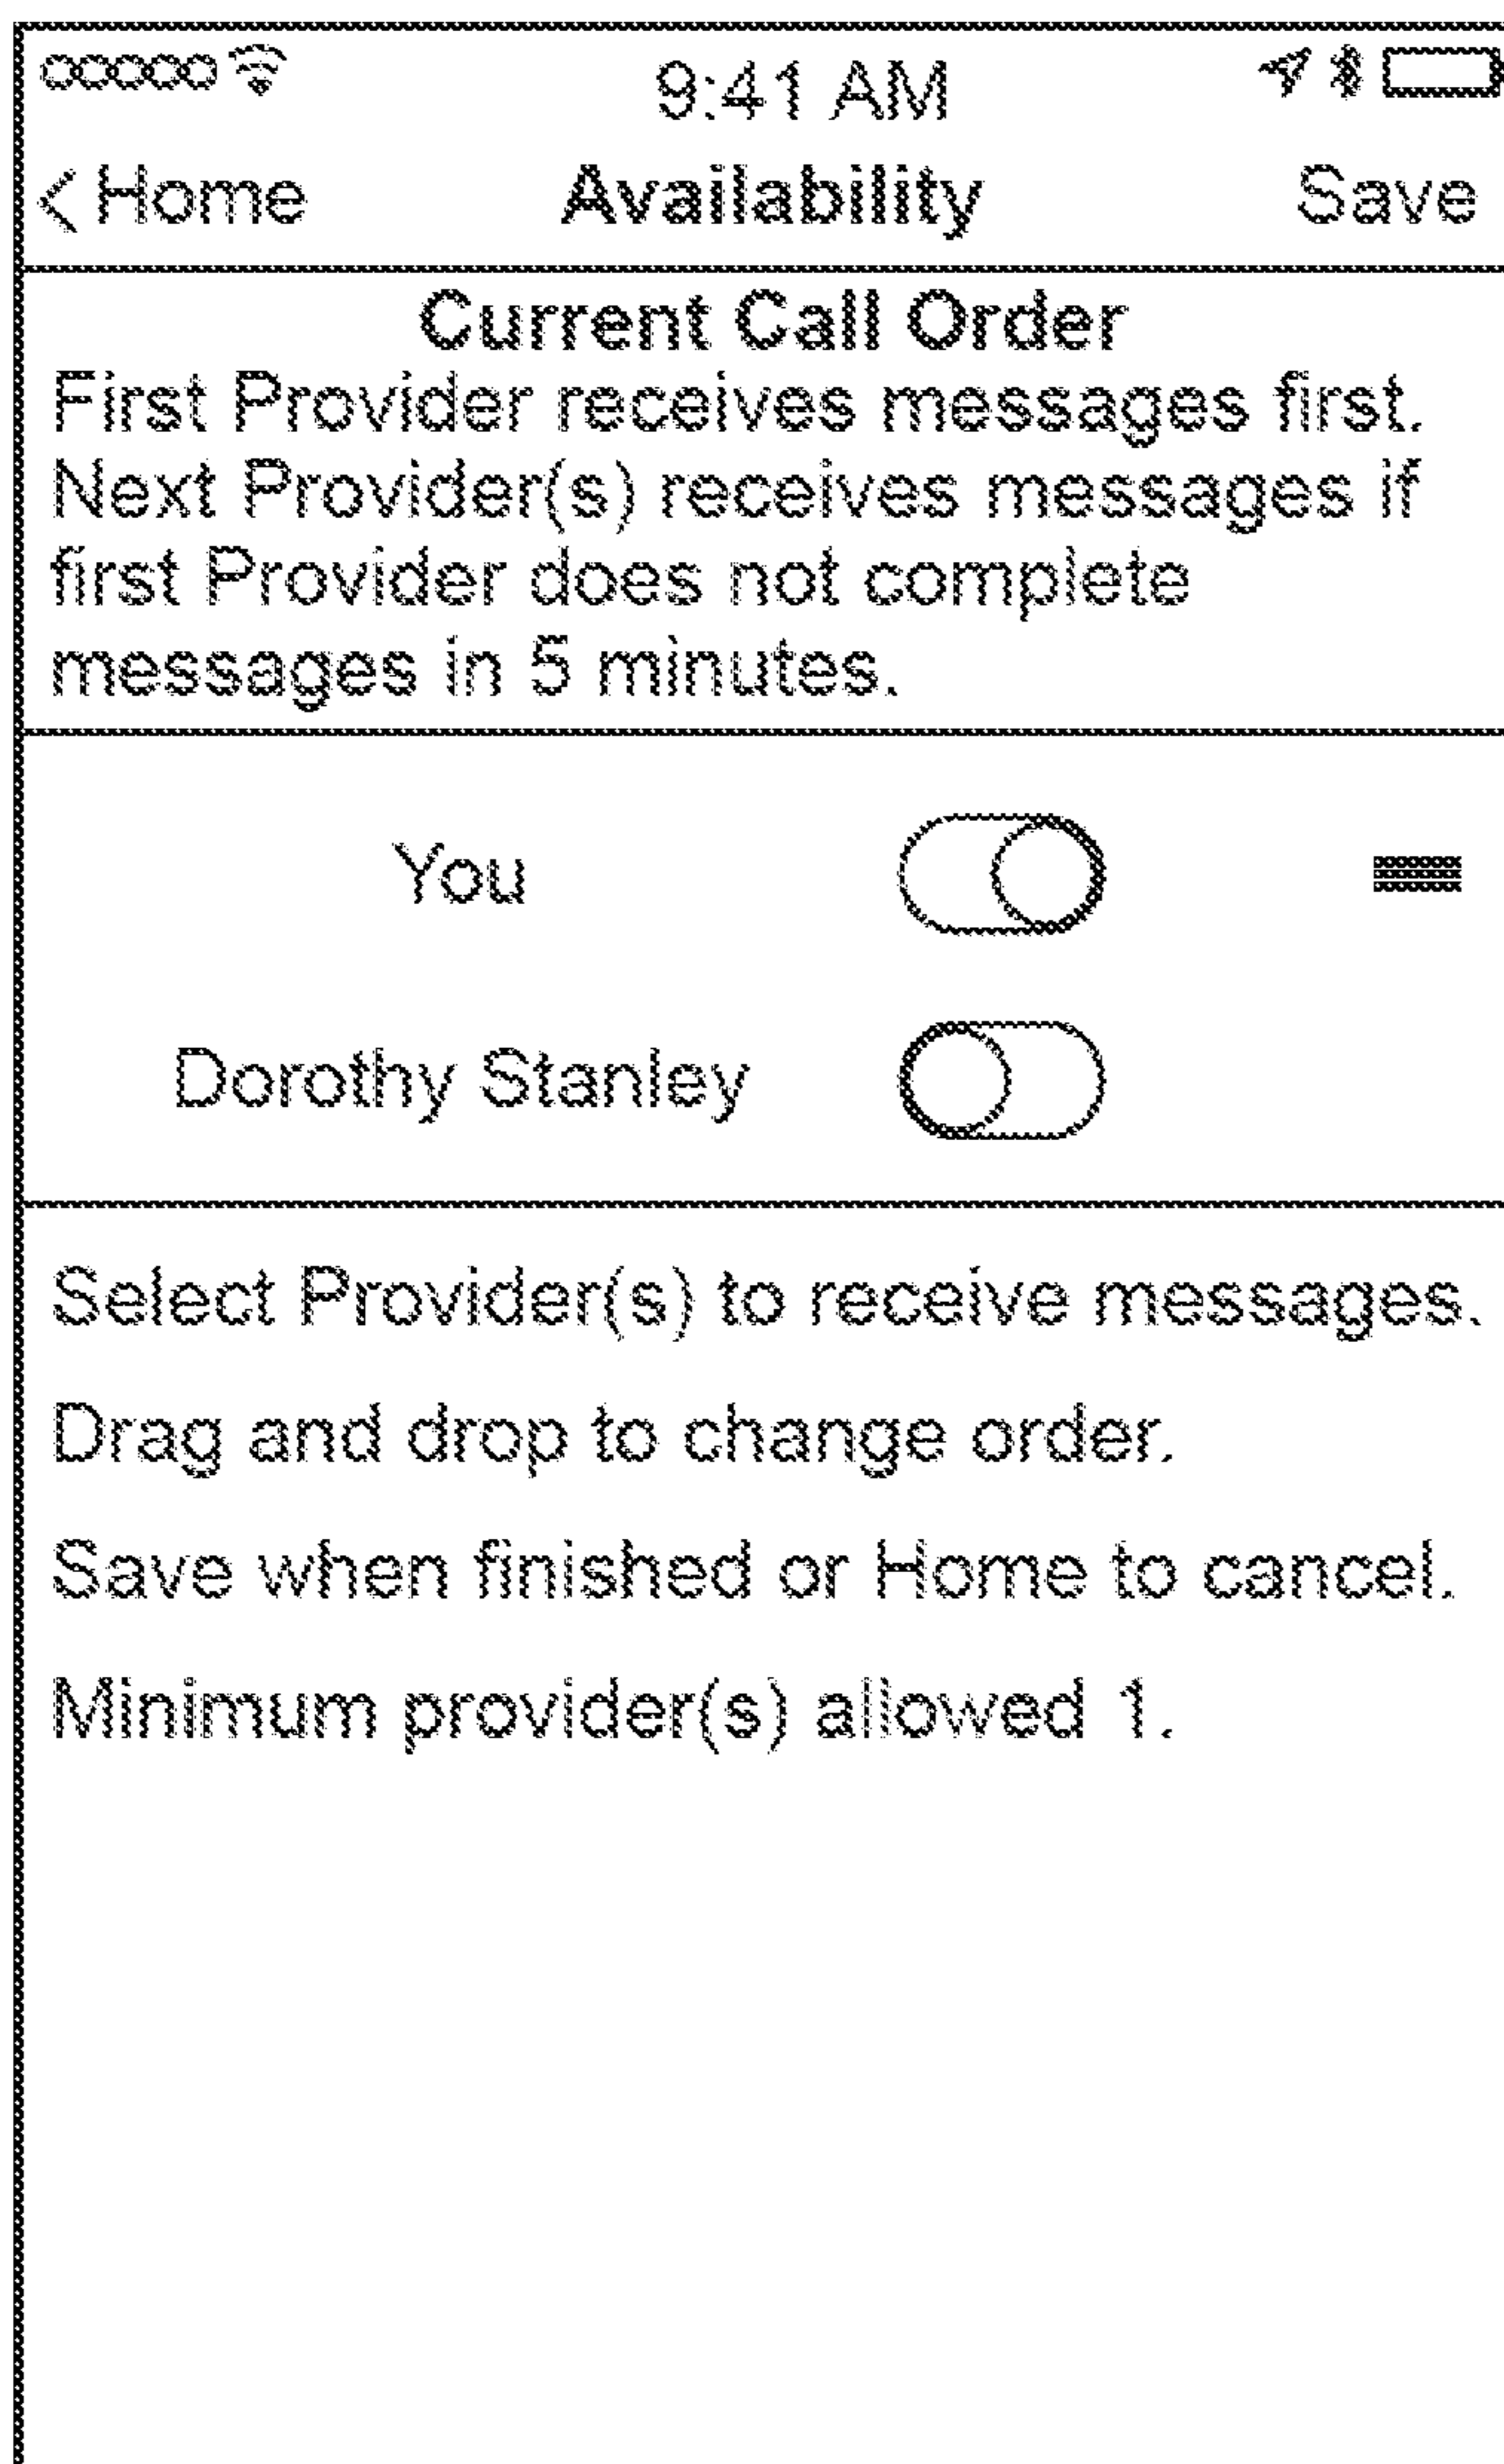 9:41 AM
< Home Availability Save
Current Call Order
First Provider receives messages first.
Next Provider(s) receives messages if
first Provider does not complete
messages in 5 minutes.
You
Dorothy Stanley
Select Provider(s) to receive messages.
Drag and drop to change order.
Save when finished or Home to cancel.
Minimum provider(s) allowed 1.